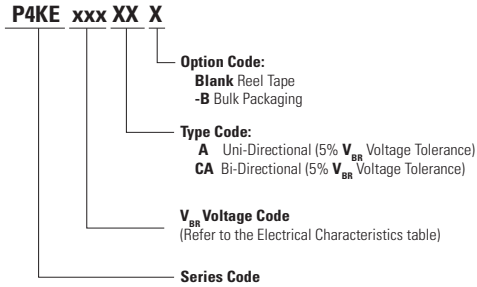 P4KE xxx XX X
Option Code:
Blank Reel Tape
-B Bulk Packaging
Type Code:
A Uni-Directional (5% VBR Voltage Tolerance)
CA Bi-Directional (5% VBR Voltage Tolerance)
VBR Voltage Code
(Refer to the Electrical Characteristics table)
Series Code